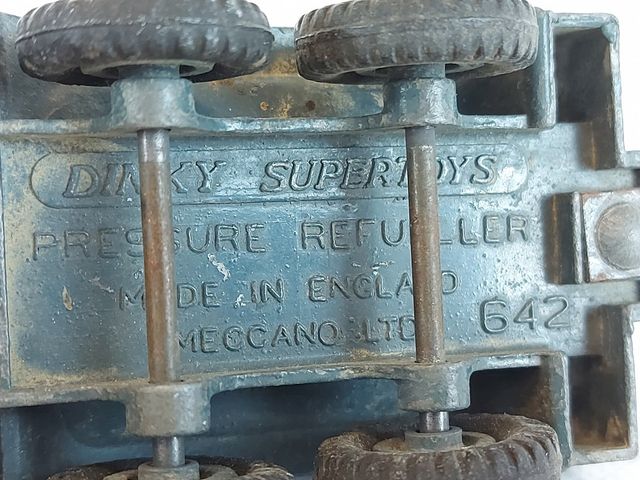 DINKY SUPERTOYS
PRESSURE REFUELLER
MADE IN ENGLAND
MECCANO LTD 642